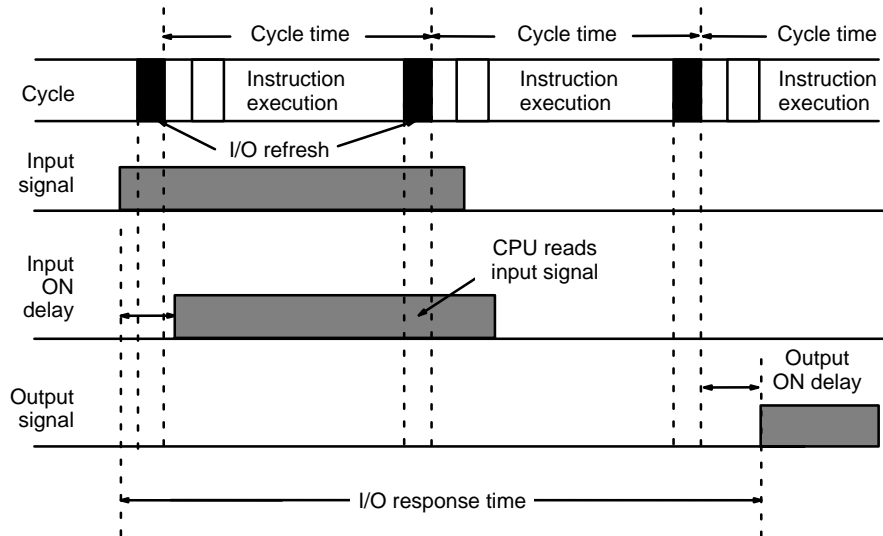 Cycle time
Cycle time
Cycle time
Cycle
Instruction
execution
Instruction
execution
Instruction
execution
I/O refresh
Input
signal
Input
ON
delay
CPU reads
input signal
Output
signal
Output
ON delay
I/O response time